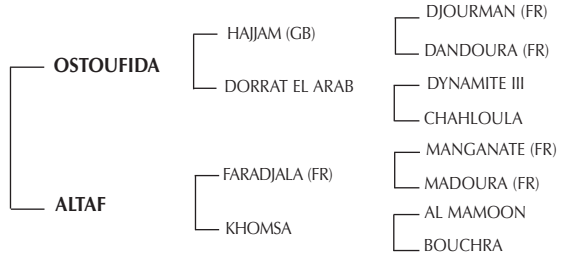 DJOURMAN (FR)
HAJJAM (GB)
DANDOURA (FR)
OSTOUFIDA
DORRAT EL ARAB
DYNAMITE III
CHAHLOULA
MANGANATE (FR)
FARADJALA (FR)
MADOURA (FR)
ALTAF
KHOMSA
AL MAMOON
BOUCHRA